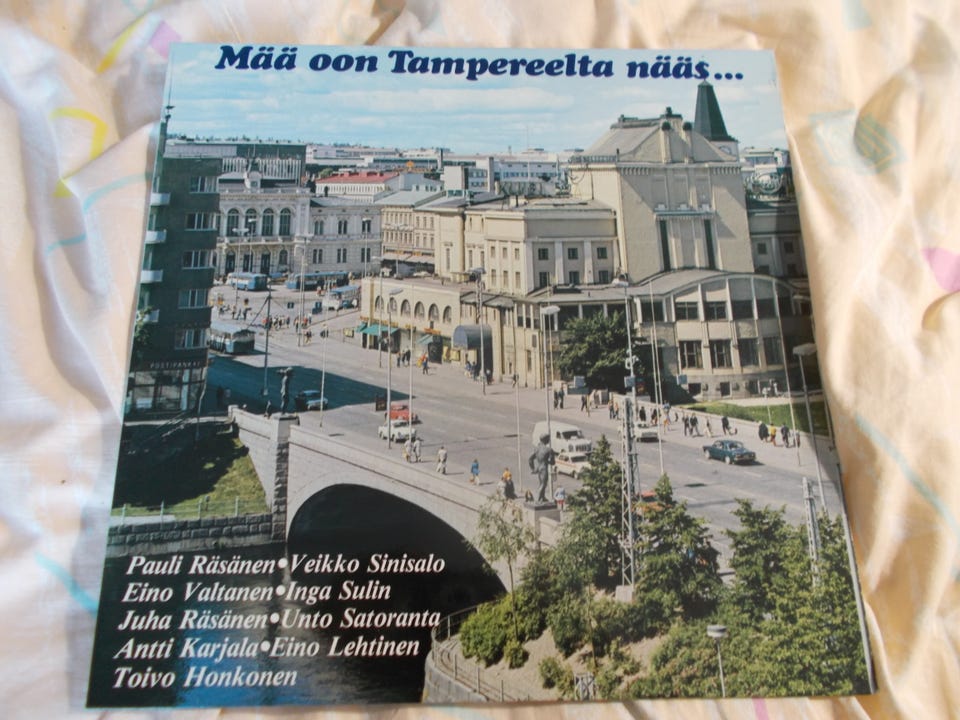 Mää oon Tampereelta nääs...
POSTIPANKKI
Pauli Räsänen•Veikko Sinisalo
Eino Valtanen•Inga Sulin
Juha Räsänen•Unto Satoranta
Antti Karjala•Eino Lehtinen
Toivo Honkonen